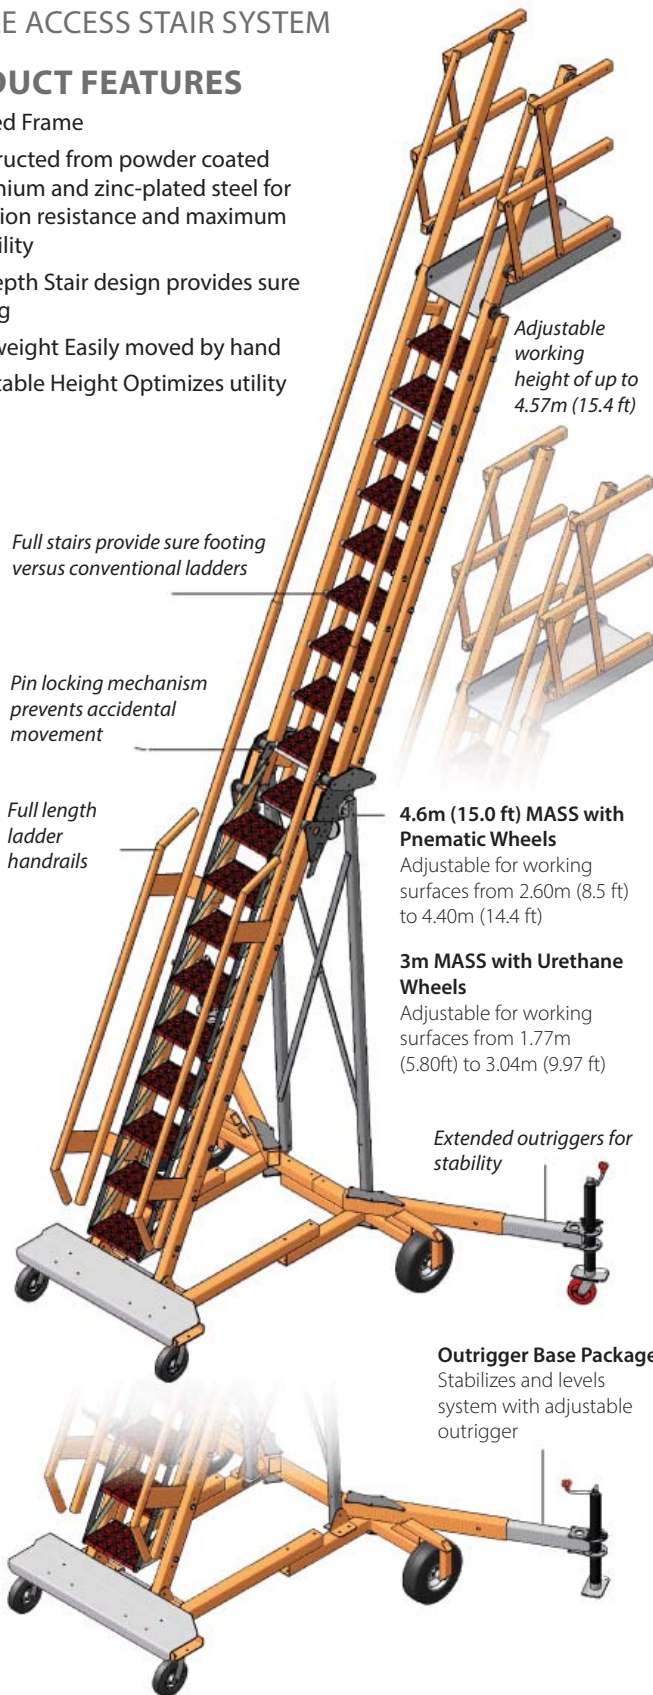 E ACCESS STAIR SYSTEM
DUCT FEATURES
ed Frame
ructed from powder coated
nium and zinc-plated steel for
ion resistance and maximum
ility
epth Stair design provides sure
g
weight Easily moved by hand
table Height Optimizes utility
Adjustable
working
height of up to
4.57m (15.4 ft)
Full stairs provide sure footing
versus conventional ladders
Pin locking mechanism
prevents accidental
movement
Full length
ladder
handrails
4.6m (15.0 ft) MASS with
Pnematic Wheels
Adjustable for working
surfaces from 2.60m (8.5 ft)
to 4.40m (14.4 ft)
3m MASS with Urethane
Wheels
Adjustable for working
surfaces from 1.77m
(5.80ft) to 3.04m (9.97 ft)
Extended outriggers for
stability
Outrigger Base Package
Stabilizes and levels
system with adjustable
outrigger